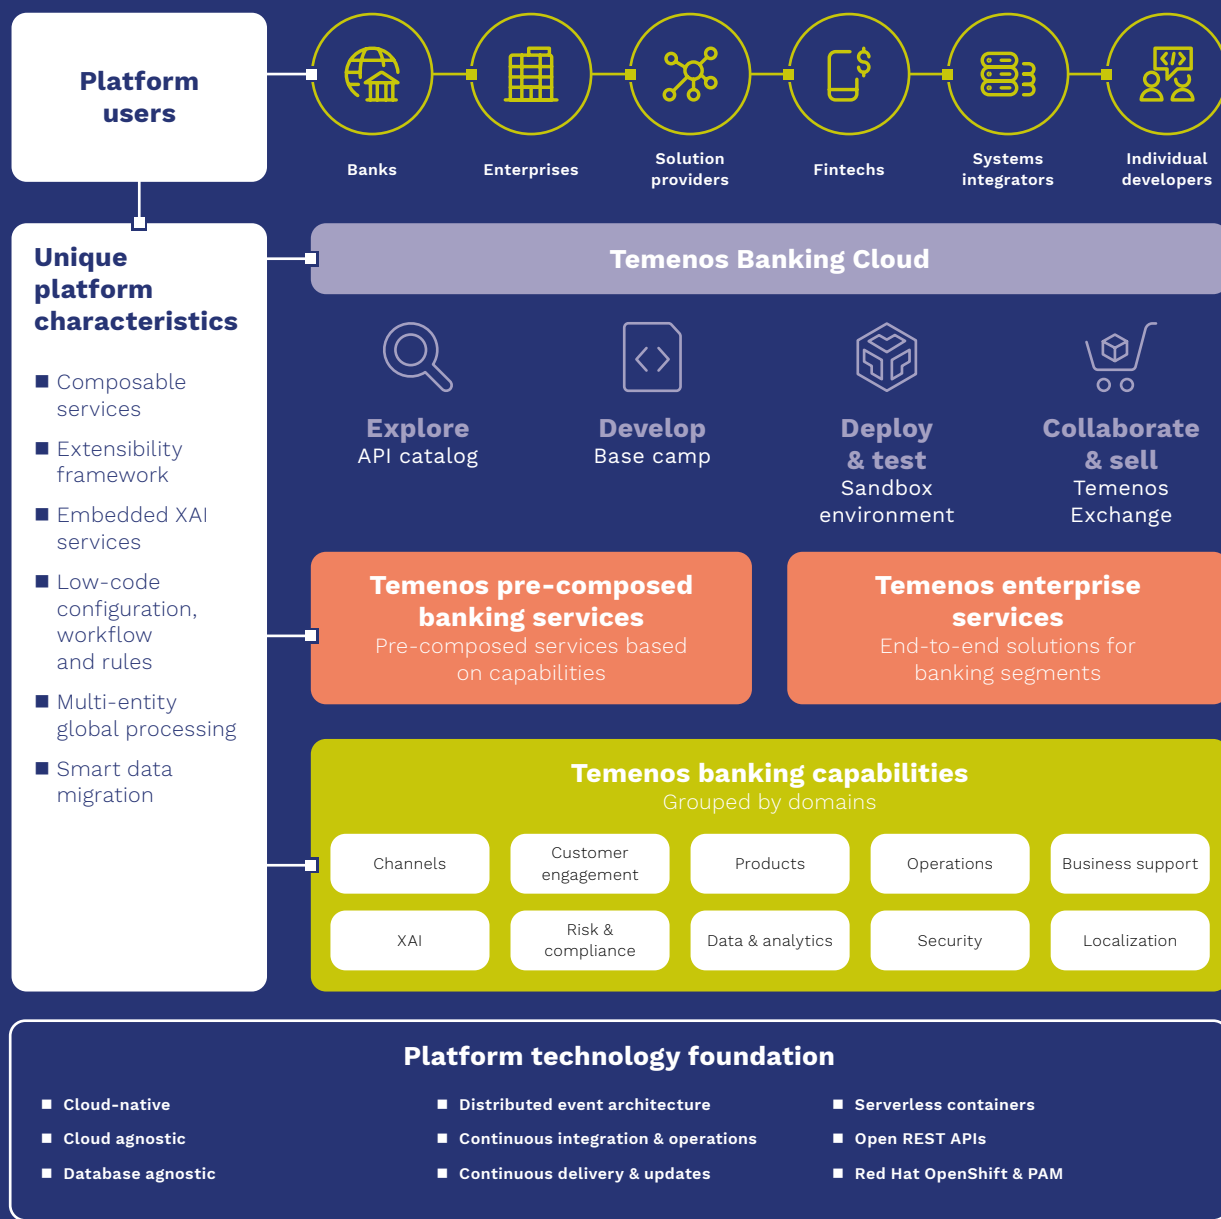 Platform
users
Banks
Enterprises
Solution
providers
Fintechs
Systems
integrators
Individual
developers
Unique
platform
characteristics
Composable
services
Extensibility
framework
Embedded XAI
services
Low-code
configuration,
workflow
and rules
Multi-entity
global processing
Smart data
migration
Temenos Banking Cloud
Explore
API catalog
Develop
Base camp
Deploy
& test
Sandbox
environment
Collaborate
& sell
Temenos
Exchange
Temenos pre-composed
banking services
Pre-composed services based
on capabilities
Temenos enterprise
services
End-to-end solutions for
banking segments
Temenos banking capabilities
Grouped by domains
Channels
Customer
engagement
Products
Operations
Business support
XAI
Risk &
compliance
Data & analytics
Security
Localization
Platform technology foundation
Cloud-native
Cloud agnostic
Database agnostic
Distributed event architecture
Continuous integration & operations
Continuous delivery & updates
Serverless containers
Open REST APIs
Red Hat OpenShift & PAM